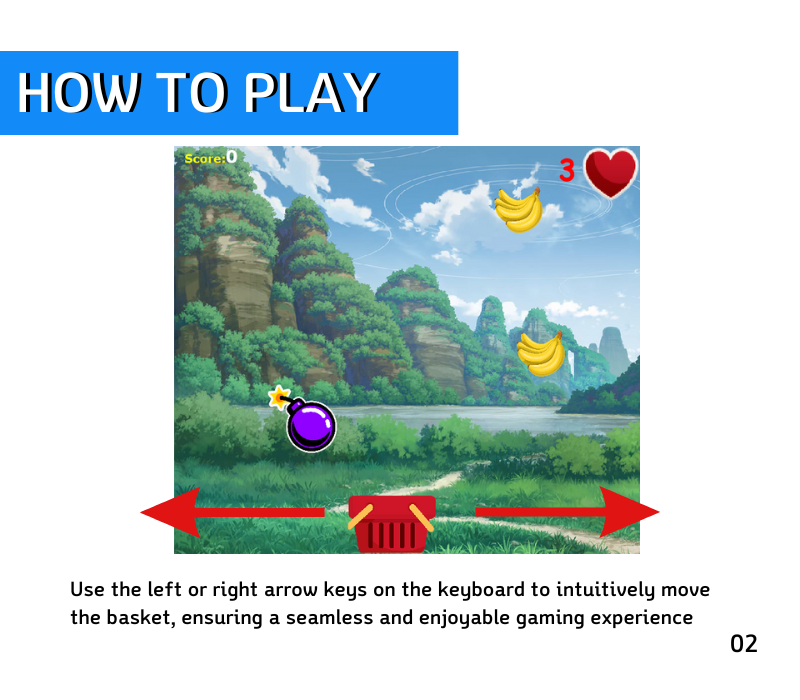 HOW TO PLAY
Score:0
3
Use the left or right arrow keys on the keyboard to intuitively move
the basket, ensuring a seamless and enjoyable gaming experience
02